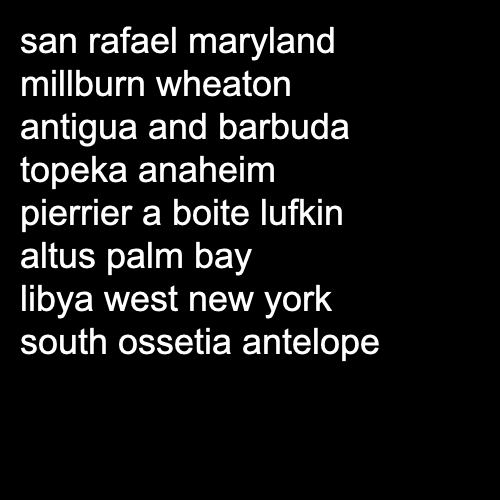 san rafael maryland
millburn wheaton
antigua and barbuda
topeka anaheim
pierrier a boite lufkin
altus palm bay
libya west new york
south ossetia antelope